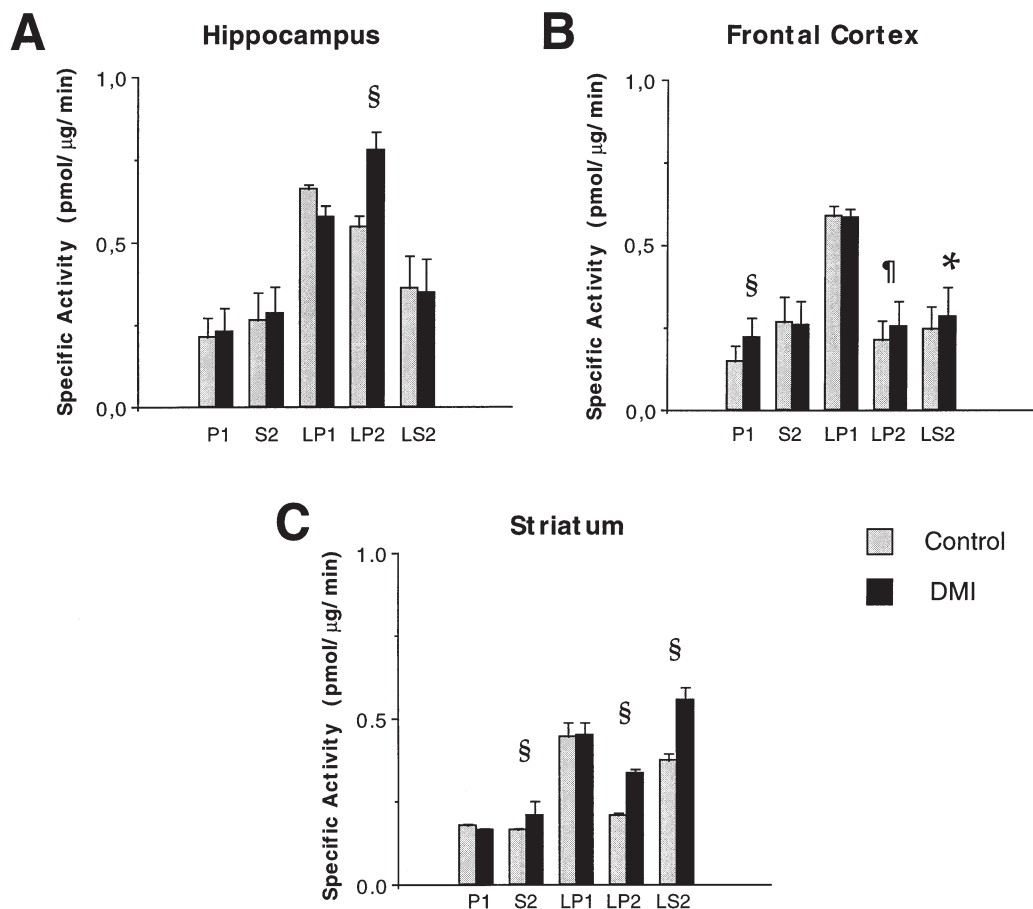 A
Hippocampus
Specific Activity (pmol/µg/min)
1,0
0,5
0,0
§
P1 S2 LP1 LP2 LS2
B
Frontal Cortex
Specific Activity (pmol/µg/min)
1,0
0,5
0,0
§ ¶ *
P1 S2 LP1 LP2 LS2
C
Striatum
Specific Activity (pmol/µg/min)
1.0
0.5
0.0
§ § §
P1 S2 LP1 LP2 LS2
Control
DMI